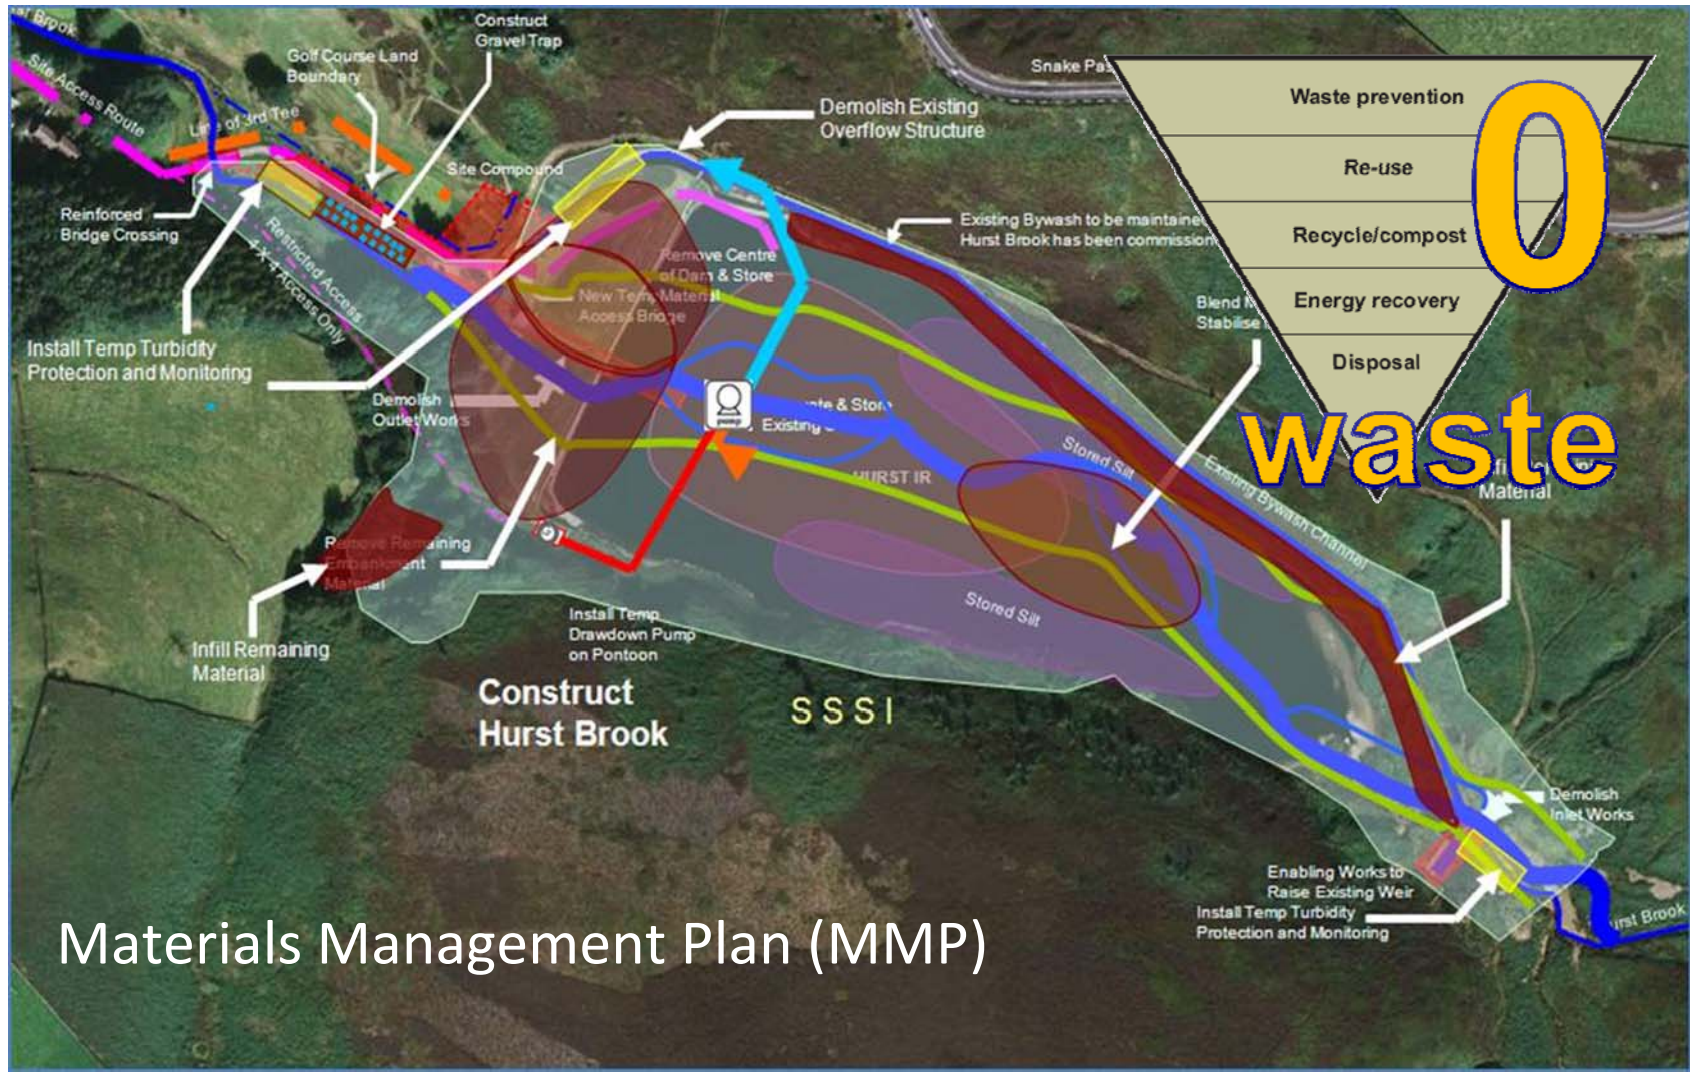 Brook
Construct
Gravel Trap
Golf Course Land
Boundary
Site Access Route
Line of 3rd Tee
Snake
Demolish Existing
Overflow Structure
Site Compound
Reinforced
Bridge Crossing
Restricted Access
4 X 4 Access Only
Existing Bywash to be
Hurst Brook has been
Remove Centre
of Dam & Store
New Temp Material
Access Bridge
Install Temp Turbidity
Protection and Monitoring
Demolish
Outlet Works
& Store
Existing
pump
HURST IR
Blend
Stabilise
Stored Silt
Existing Bywash Channel
Material
Remove Remaining
Embankment
Material
Stored Silt
Infill Remaining
Material
Install Temp
Drawdown Pump
on Pontoon
Construct
Hurst Brook
S S S I
Demolish
Inlet Works
Enabling Works to
Raise Existing Weir
Install Temp Turbidity
Protection and Monitoring
Brook
Materials Management Plan (MMP)
Waste prevention
Re-use
Recycle/compost
Energy recovery
Disposal
0
waste